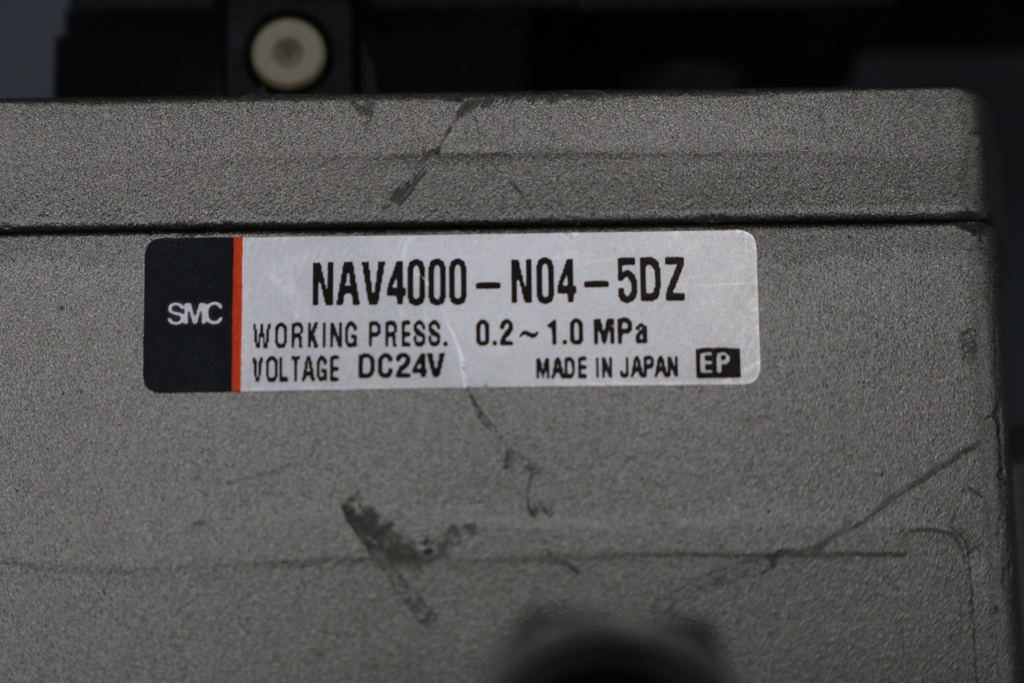 SMC
NAV4000-N04-5DZ
WORKING PRESS. 0.2~1.0 MPa
VOLTAGE DC24V MADE IN JAPAN EP